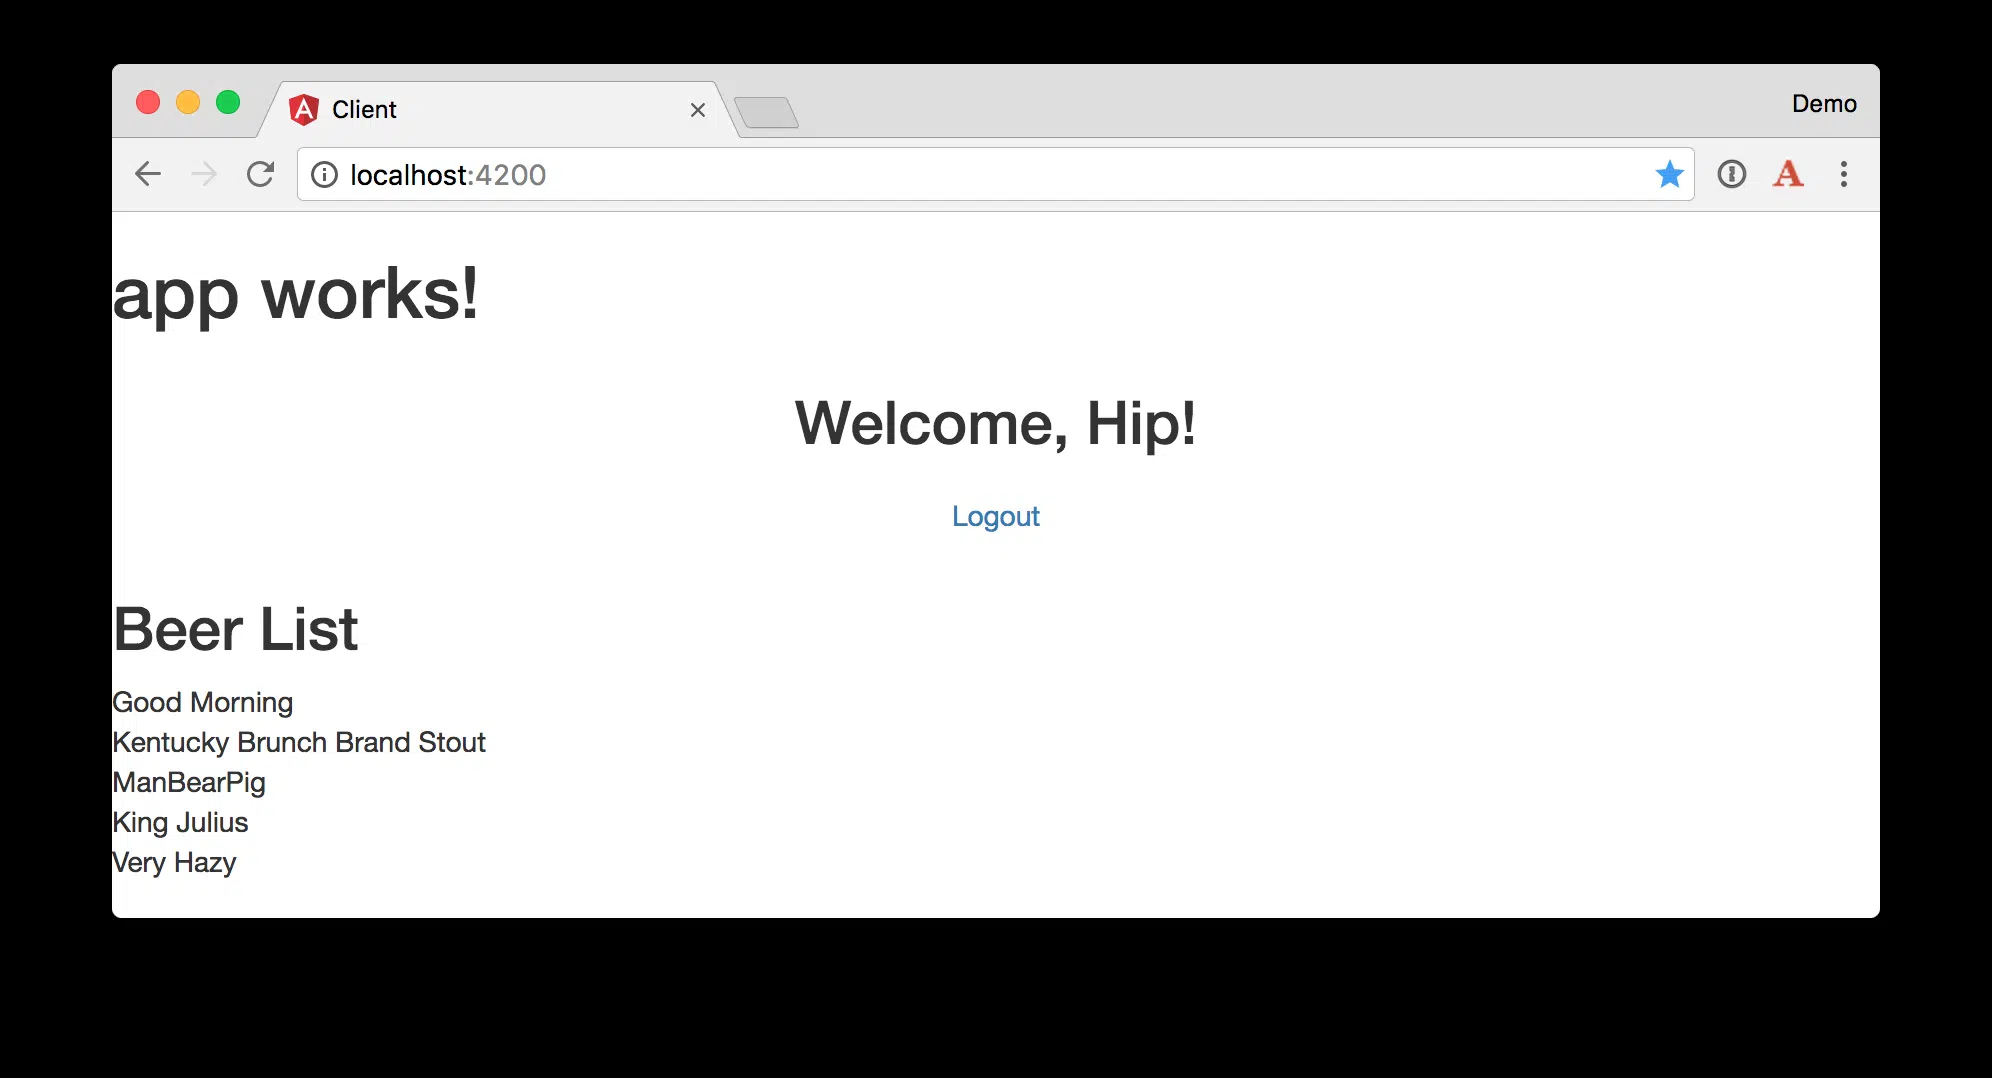 Client
Demo
localhost:4200
app works!
Welcome, Hip!
Logout
Beer List
Good Morning
Kentucky Brunch Brand Stout
ManBearPig
King Julius
Very Hazy